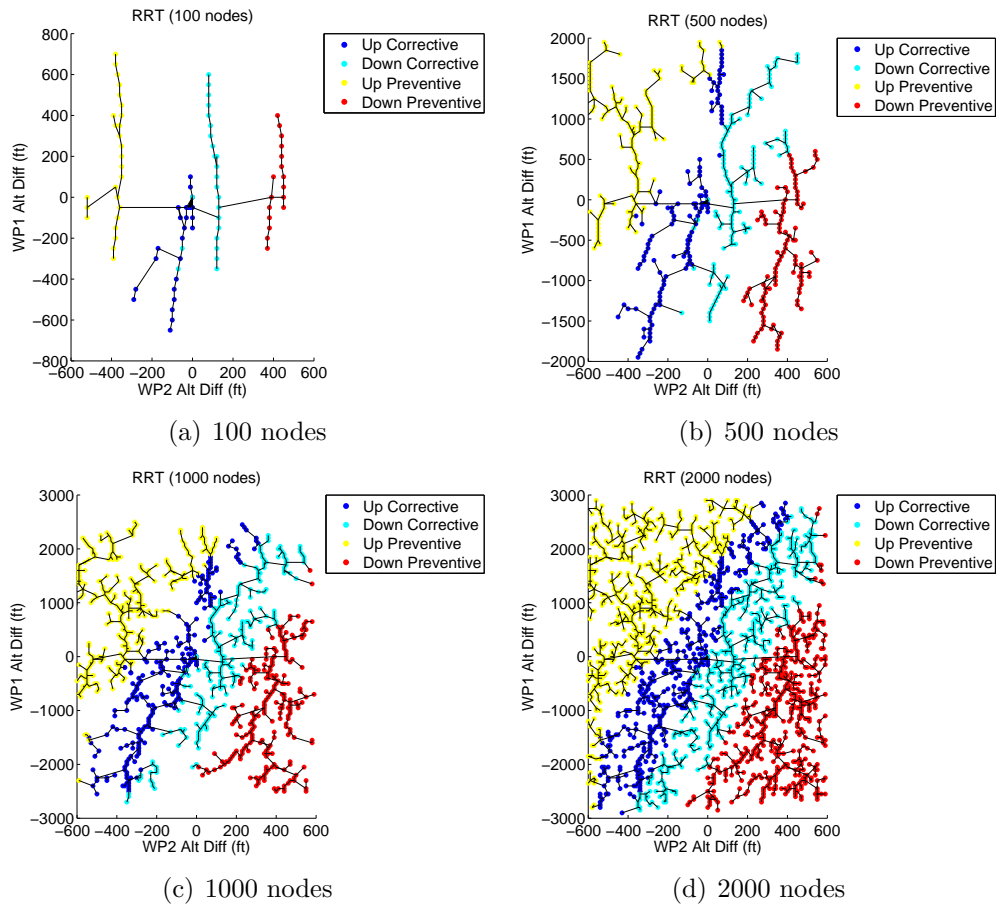 RRT (100 nodes)
800
600
400
200
0
−200
−400
−600
−800
−600 −400 −200 0 200 400 600
WP2 Alt Diff (ft)
WP1 Alt Diff (ft)
Up Corrective
Down Corrective
Up Preventive
Down Preventive
(a) 100 nodes
RRT (500 nodes)
2000
1500
1000
500
0
−500
−1000
−1500
−2000
−600 −400 −200 0 200 400 600
WP2 Alt Diff (ft)
WP1 Alt Diff (ft)
Up Corrective
Down Corrective
Up Preventive
Down Preventive
(b) 500 nodes
RRT (1000 nodes)
3000
2000
1000
0
−1000
−2000
−3000
−600 −400 −200 0 200 400 600
WP2 Alt Diff (ft)
WP1 Alt Diff (ft)
Up Corrective
Down Corrective
Up Preventive
Down Preventive
(c) 1000 nodes
RRT (2000 nodes)
3000
2000
1000
0
−1000
−2000
−3000
−600 −400 −200 0 200 400 600
WP2 Alt Diff (ft)
WP1 Alt Diff (ft)
Up Corrective
Down Corrective
Up Preventive
Down Preventive
(d) 2000 nodes